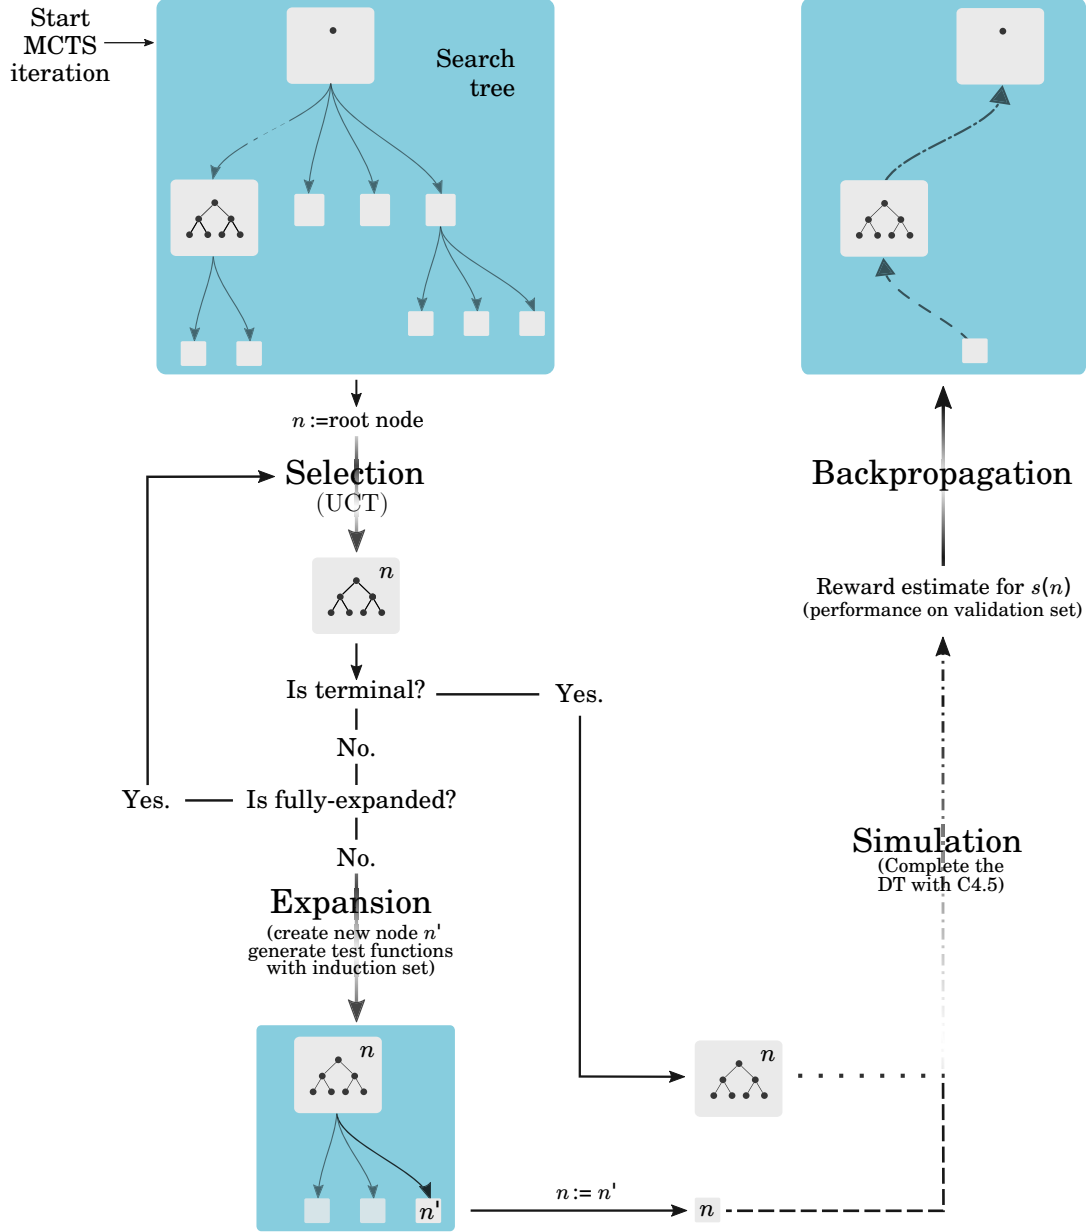 Start
MCTS
iteration
Search
tree
n :=root node
Selection
(UCT)
n
Is terminal?
Yes.
No.
Yes.
Is fully-expanded?
No.
Expansion
(create new node n'
generate test functions
with induction set)
n
n'
n := n'
n
n
Simulation
(Complete the
DT with C4.5)
Reward estimate for s(n)
(performance on validation set)
Backpropagation